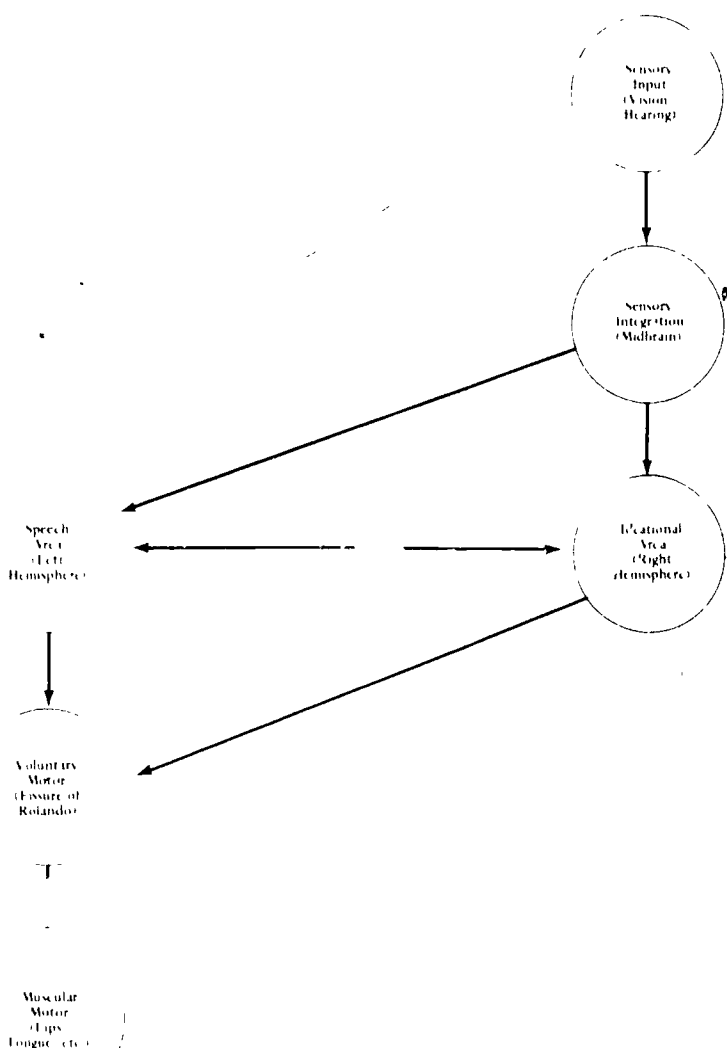 Sensory
Input
(Vision
Hearing)
Sensory
Integration
(Midbrain)
Speech
Area
(Left
Hemisphere)
Ideational
Area
(Right
Hemisphere)
Voluntary
Motor
(Fissure of
Rolando)
Muscular
Motor
(Lips
Tongue, etc.)